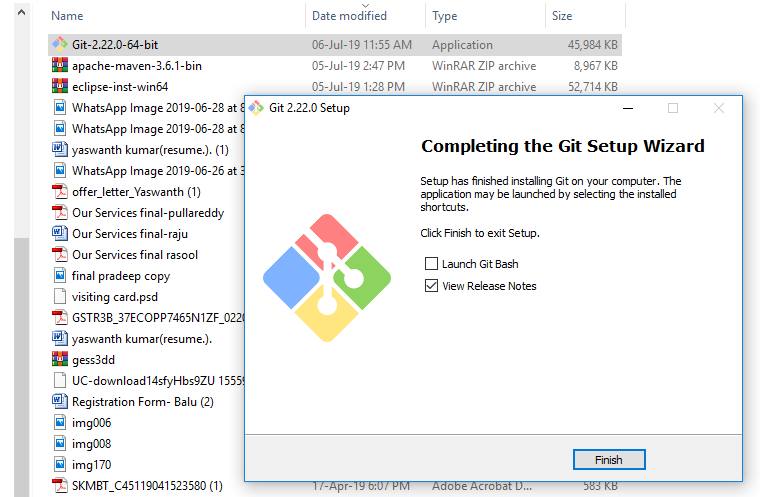 Name Date modified Type Size
Git-2.22.0-64-bit 06-Jul-19 11:55 AM Application 45,984 KB
apache-maven-3.6.1-bin 05-Jul-19 2:47 PM WinRAR ZIP archive 8,967 KB
eclipse-inst-win64 05-Jul-19 1:28 PM WinRAR ZIP archive 52,714 KB
WhatsApp Image 2019-06-28 at 8
WhatsApp Image 2019-06-28 at 8
yaswanth kumar(resume.). (1)
WhatsApp Image 2019-06-26 at 3
offer_letter_Yaswanth (1)
Our Services final-pullareddy
Our Services final-raju
Our Services final rasool
final pradeep copy
visiting card.psd
GSTR3B_37ECOPP7465N1ZF_022
yaswanth kumar(resume.).
gess3dd
UC-download14sfyHbs9ZU 1555
Registration Form- Balu (2)
img006
img008
img170
SKMBT_C45119041523580 (1) 17-Apr-19 6:07 PM Adobe Acrobat D... 583 KB
Git 2.22.0 Setup
Completing the Git Setup Wizard
Setup has finished installing Git on your computer. The
application may be launched by selecting the installed
shortcuts.
Click Finish to exit Setup.
Launch Git Bash
View Release Notes
Finish